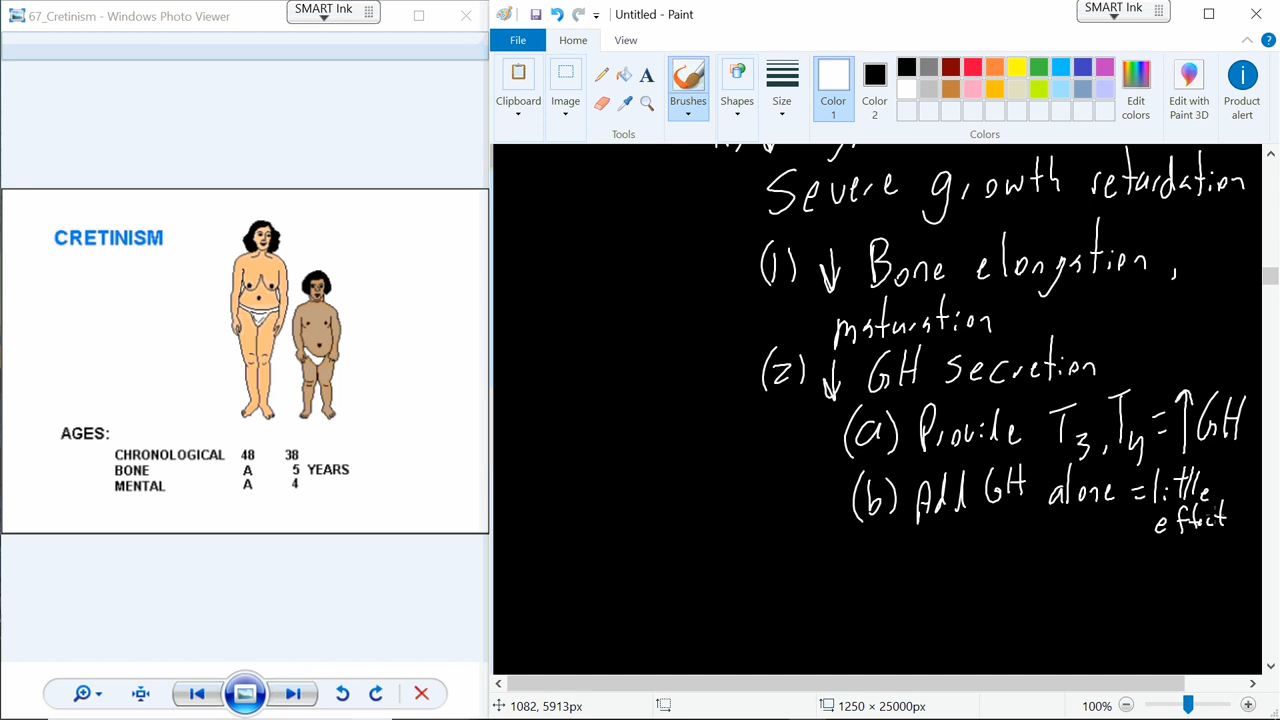 67_Cretinism - Windows Photo Viewer
SMART Ink
CRETINISM
AGES:
CHRONOLOGICAL 48 38
BONE A 5 YEARS
MENTAL A 4
Untitled - Paint
SMART Ink
File Home View
Clipboard
Image
Tools
Brushes
Shapes
Size
Color 1
Color 2
Colors
Edit colors
Edit with Paint 3D
Product alert
Severe growth retardation
(1) ↓ Bone elongation,
maturation
(2) ↓ GH secretion
(a) Provide T3, T4 = ↑ GH
(b) Add GH alone = little
effect
1082, 5913px
1250 × 25000px
100%